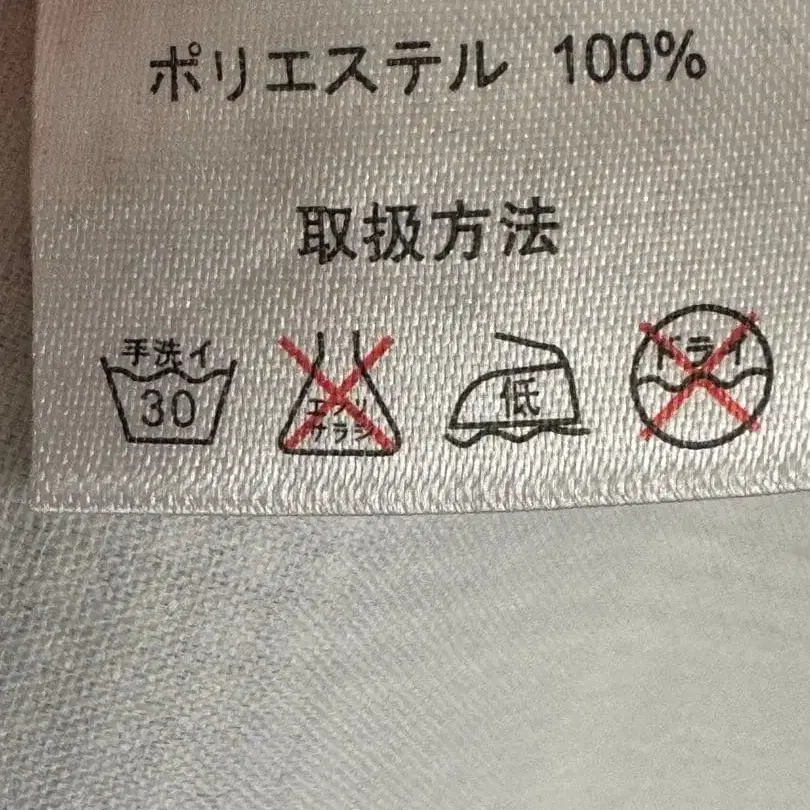 ポリエステル 100%
取扱方法
手洗イ
30
エンソ
サラシ
低
ドライ